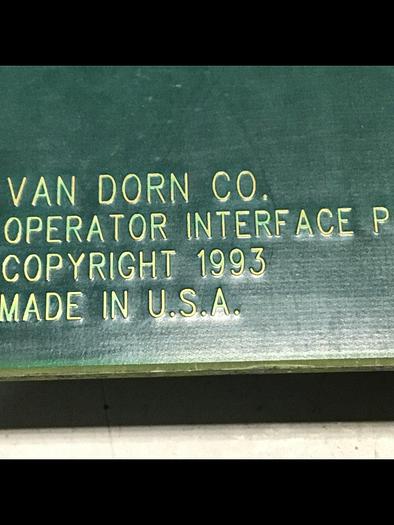 VAN DORN CO.
OPERATOR INTERFACE P
COPYRIGHT 1993
MADE IN U.S.A.